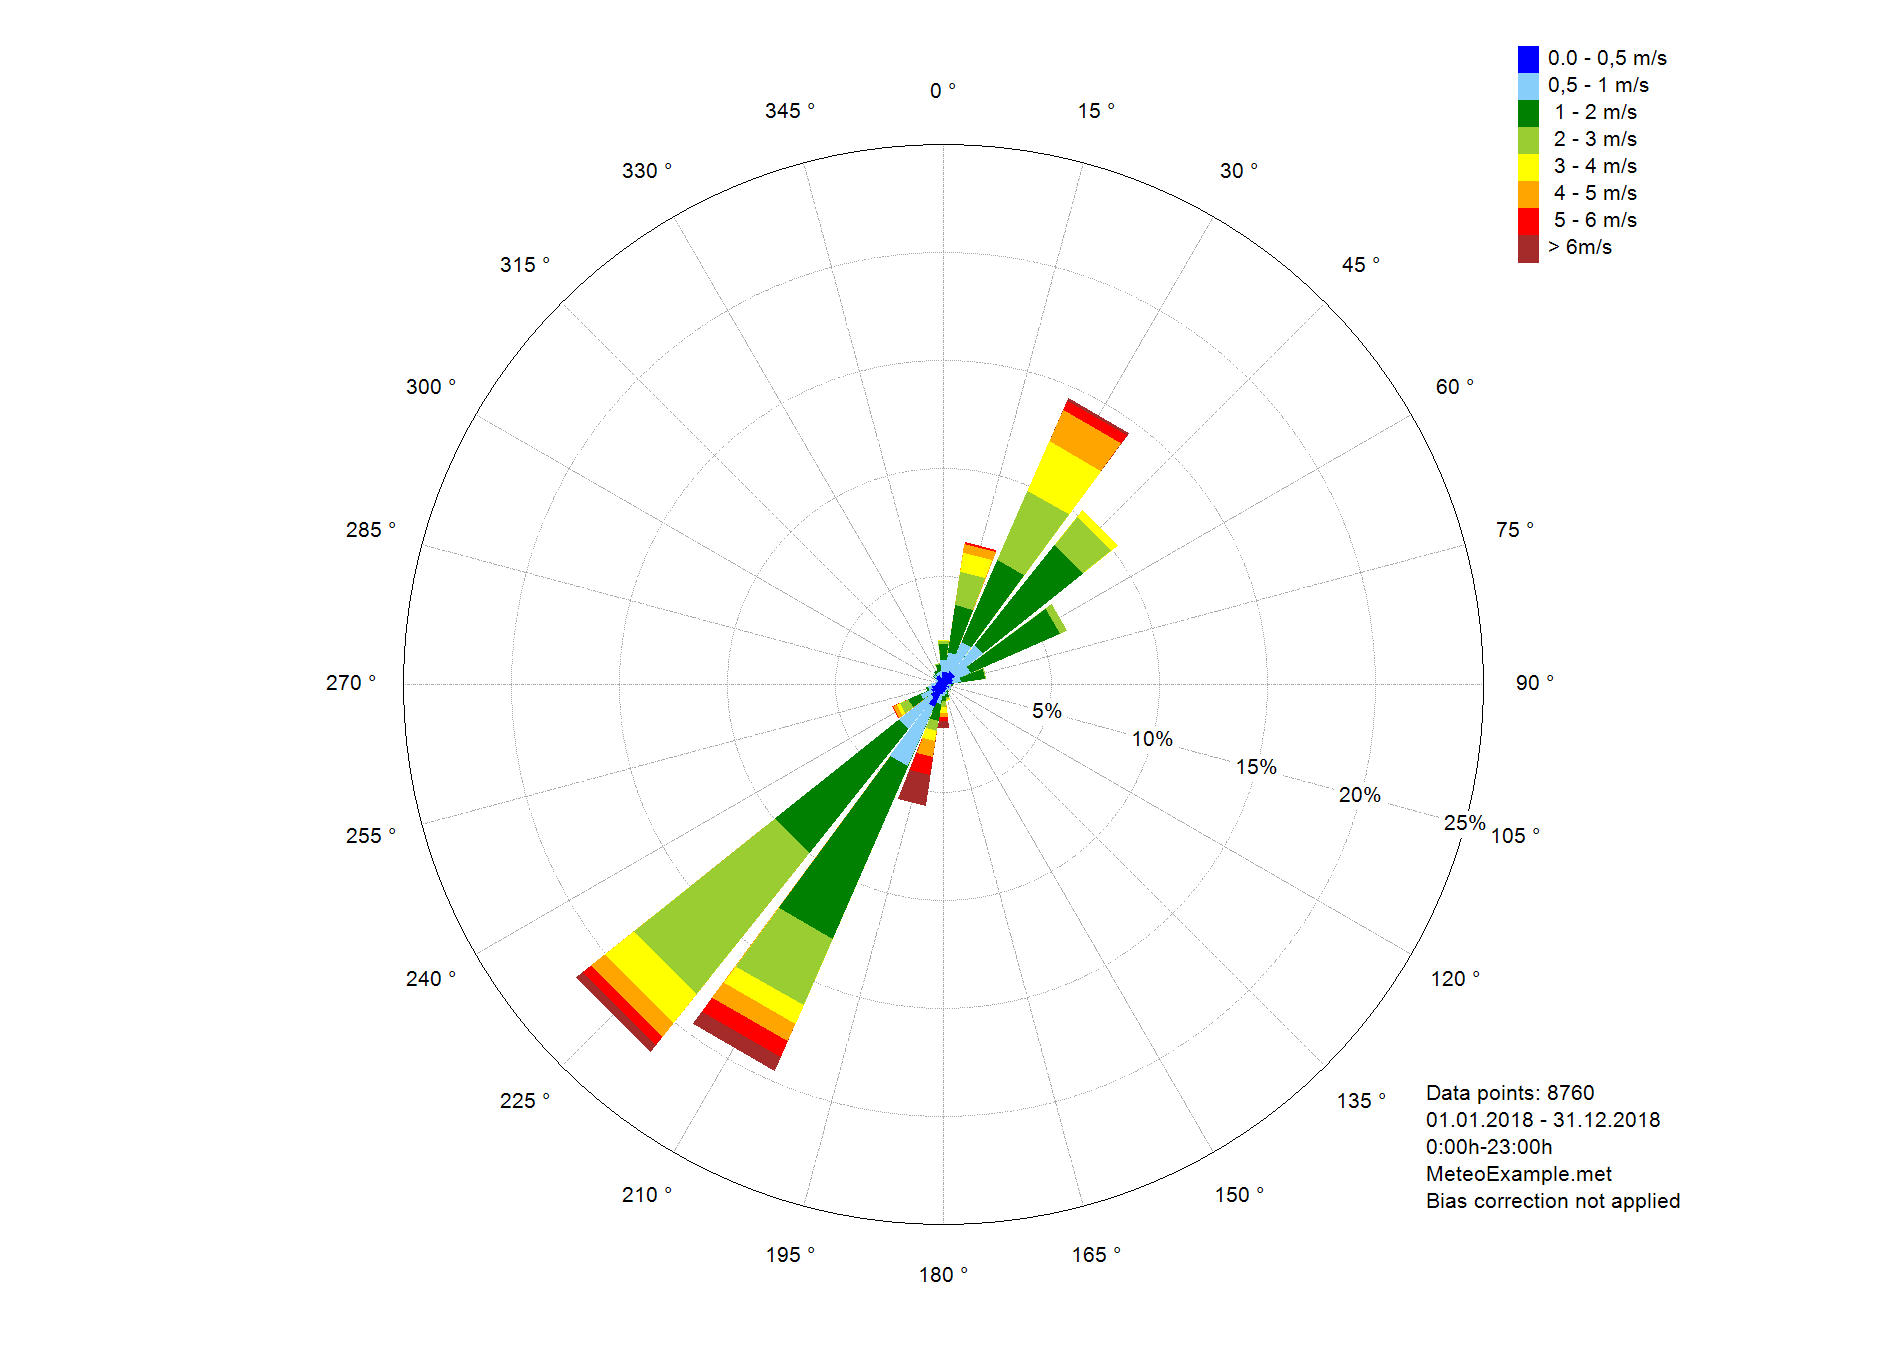 0.0 - 0,5 m/s
0,5 - 1 m/s
1 - 2 m/s
2 - 3 m/s
3 - 4 m/s
4 - 5 m/s
5 - 6 m/s
> 6m/s
0 °
15 °
30 °
45 °
60 °
75 °
90 °
105 °
120 °
135 °
150 °
165 °
180 °
195 °
210 °
225 °
240 °
255 °
270 °
285 °
300 °
315 °
330 °
345 °
5%
10%
15%
20%
25%
Data points: 8760
01.01.2018 - 31.12.2018
0:00h-23:00h
MeteoExample.met
Bias correction not applied